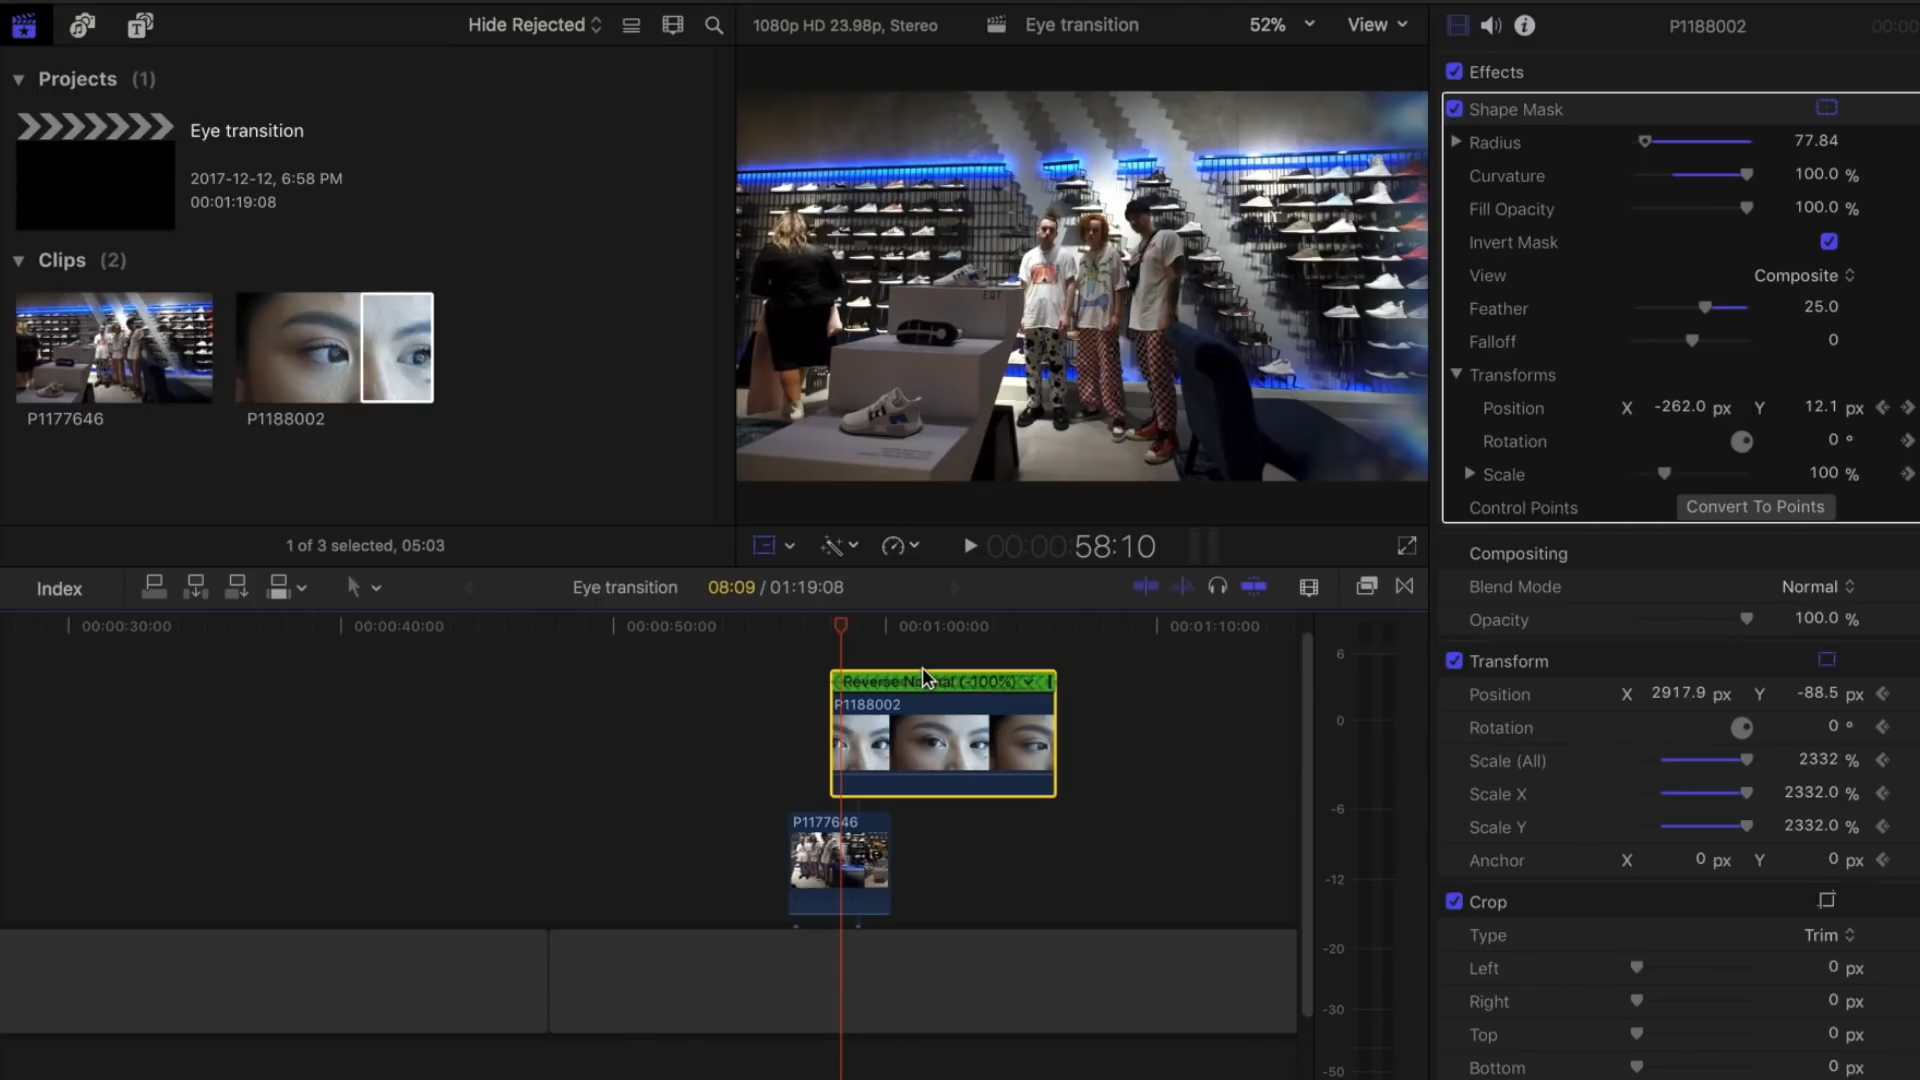 Hide Rejected
1080p HD 23.98p, Stereo
Eye transition
52%
View
P1188002
00:00
Projects (1)
Eye transition
2017-12-12, 6:58 PM
00:01:19:08
Clips (2)
P1177646
P1188002
1 of 3 selected, 05:03
EQT
00:00:58:10
Effects
Shape Mask
Radius 77.84
Curvature 100.0 %
Fill Opacity 100.0 %
Invert Mask
View Composite
Feather 25.0
Falloff 0
Transforms
Position X -262.0 px Y 12.1 px
Rotation 0 °
Scale 100 %
Control Points Convert To Points
Compositing
Blend Mode Normal
Opacity 100.0 %
Transform
Position X 2917.9 px Y -88.5 px
Rotation 0 °
Scale (All) 2332 %
Scale X 2332.0 %
Scale Y 2332.0 %
Anchor X 0 px Y 0 px
Crop
Type Trim
Left 0 px
Right 0 px
Top 0 px
Bottom 0 px
Index
Eye transition
08:09 / 01:19:08
00:00:30:00
00:00:40:00
00:00:50:00
00:01:00:00
00:01:10:00
Reverse Normal (-100%)
P1188002
P1177646
6
0
-6
-12
-20
-30
-50